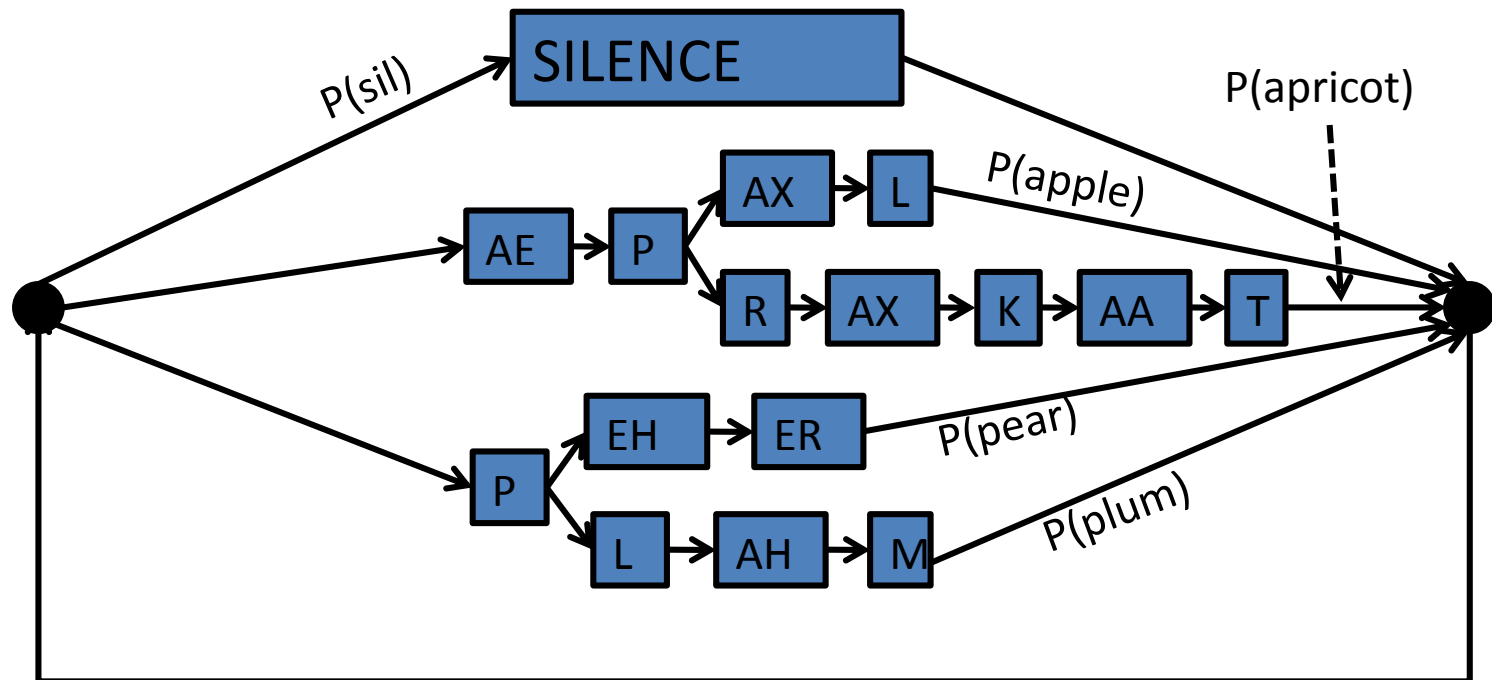 SILENCE
P(sil)
P(apricot)
AX L
P(apple)
AE P
R AX K AA T
EH ER
P(pear)
P
P(plum)
L AH M